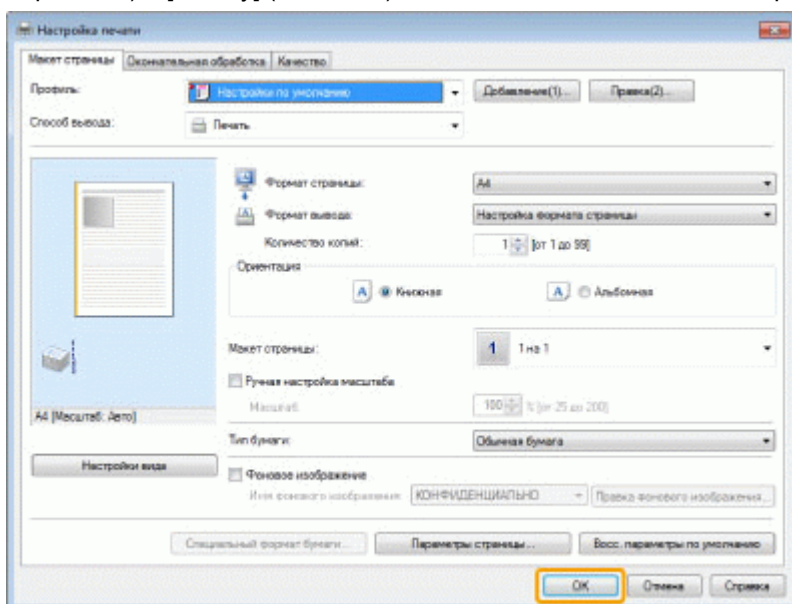 Настройка печати
Макет страницы Окончательная обработка Качество
Профиль: Настройки по умолчанию Добавление(1)... Правка(2)...
Способ вывода: Печать
Формат страницы: A4
Формат вывода: Настройка формата страницы
Количество копий: 1 [от 1 до 99]
Ориентация
A Книжная A Альбомная
Макет страницы: 1 1 на 1
Ручная настройка масштаба
Масштаб: 100 % [от 25 до 200]
A4 [Масштаб: Авто]
Тип бумаги: Обычная бумага
Настройки вида
Фоновое изображение
Имя фонового изображения: КОНФИДЕНЦИАЛЬНО Правка фонового изображения...
Специальный формат бумаги... Параметры страницы... Восс. параметры по умолчанию
OK Отмена Справка